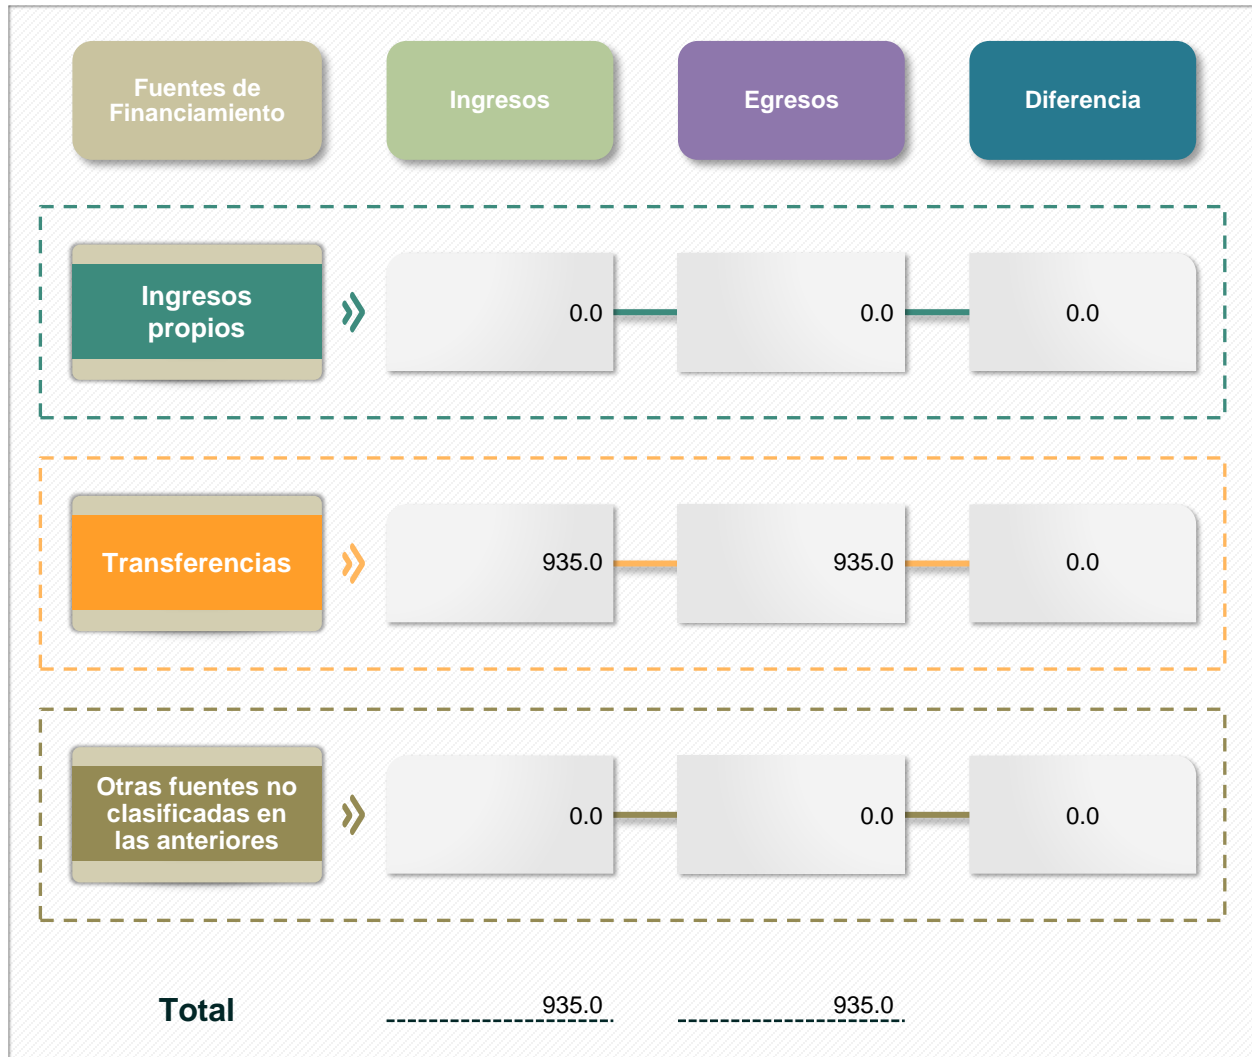 Fuentes de
Financiamiento
Ingresos
Egresos
Diferencia
Ingresos
propios
0.0
0.0
0.0
Transferencias
935.0
935.0
0.0
Otras fuentes no
clasificadas en
las anteriores
0.0
0.0
0.0
Total
935.0
935.0